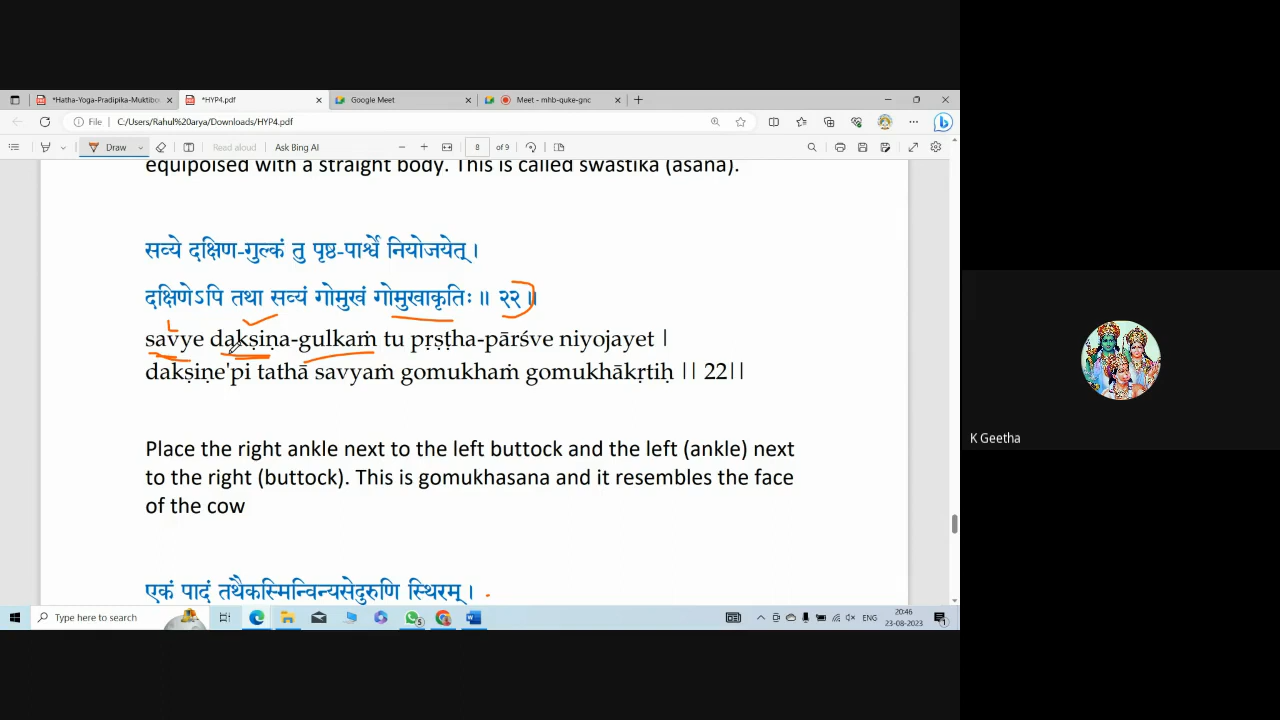 *Hatha-Yoga-Pradipika-Muktibo
*HYP4.pdf
Google Meet
Meet - mhb-quke-gnc
File
C:/Users/Rahul%20arya/Downloads/HYP4.pdf
Draw
Read aloud
Ask Bing AI
8
of 9
equipoised with a straight body. This is called swastika (asana).
सव्ये दक्षिण-गुल्कं तु पृष्ठ-पार्श्वे नियोजयेत् ।
दक्षिणेऽपि तथा सव्यं गोमुखं गोमुखाकृतिः ॥ २२ ॥
savye dakṣiṇa-gulkaṁ tu pṛṣṭha-pārśve niyojayet |
dakṣiṇe'pi tathā savyaṁ gomukhaṁ gomukhākṛtiḥ || 22||
Place the right ankle next to the left buttock and the left (ankle) next
to the right (buttock). This is gomukhasana and it resembles the face
of the cow
एकं पादं तथैकस्मिन्विन्यसेदुरुणि स्थिरम् ।
K Geetha
Type here to search
5
ENG
20:46
23-08-2023
1